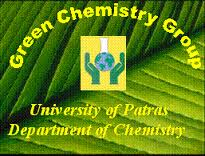 Green Chemistry Group
University of Patras
Department of Chemistry